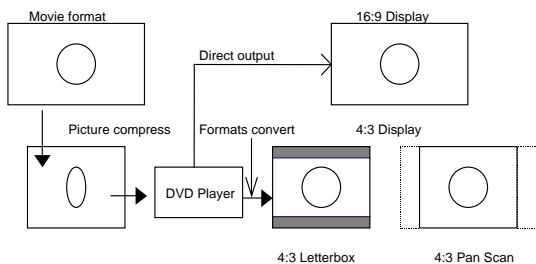 Movie format
16:9 Display
Direct output
Picture compress
Formats convert
4:3 Display
DVD Player
4:3 Letterbox
4:3 Pan Scan